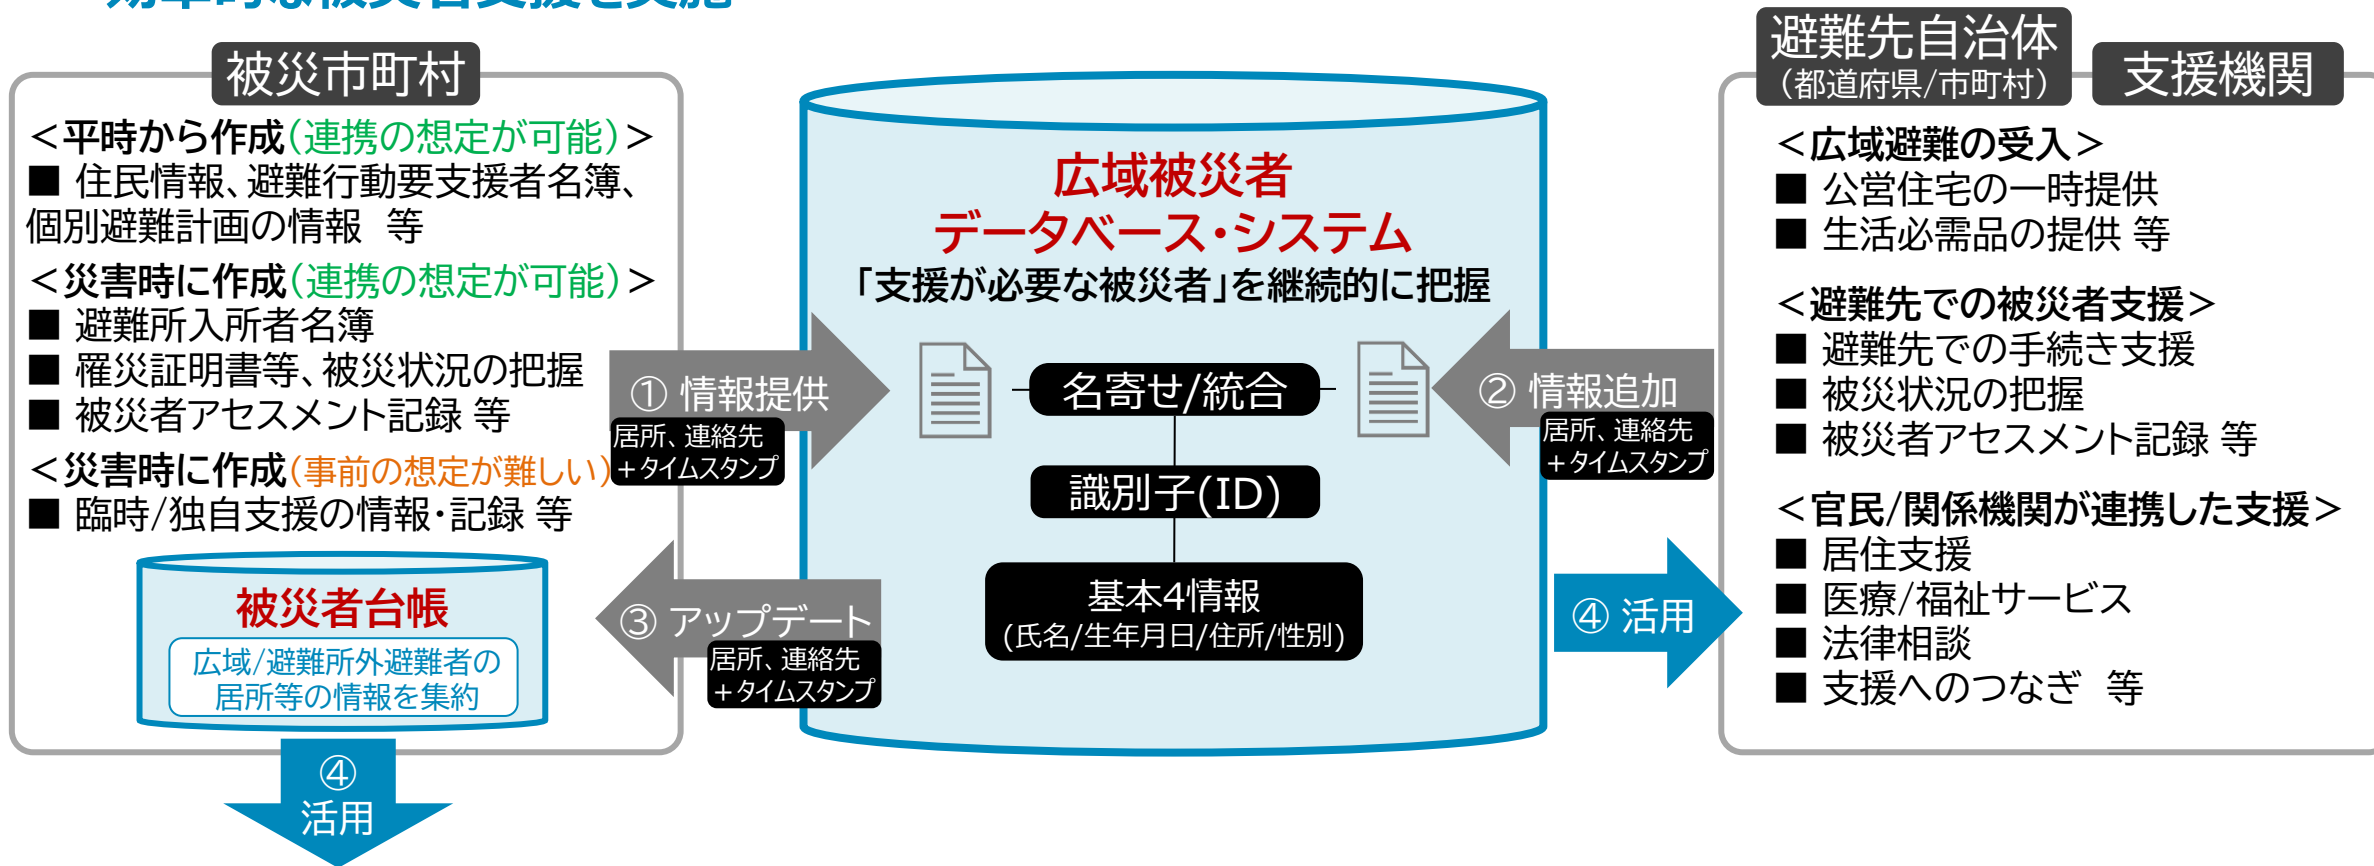 効率的な被災者支援を実施
被災市町村
＜平時から作成（連携の想定が可能）＞
■ 住民情報、避難行動要支援者名簿、
個別避難計画の情報　等
＜災害時に作成（連携の想定が可能）＞
■ 避難所入所者名簿
■ 罹災証明書等、被災状況の把握
■ 被災者アセスメント記録 等
＜災害時に作成（事前の想定が難しい）
■ 臨時/独自支援の情報・記録 等
被災者台帳
広域/避難所外避難者の
居所等の情報を集約
④
活用
① 情報提供
居所、連絡先
＋タイムスタンプ
③ アップデート
居所、連絡先
＋タイムスタンプ
広域被災者
データベース・システム
「支援が必要な被災者」を継続的に把握
名寄せ/統合
識別子(ID)
基本4情報
(氏名/生年月日/住所/性別)
② 情報追加
居所、連絡先
＋タイムスタンプ
④ 活用
避難先自治体
（都道府県/市町村）
支援機関
＜広域避難の受入＞
■ 公営住宅の一時提供
■ 生活必需品の提供 等
＜避難先での被災者支援＞
■ 避難先での手続き支援
■ 被災状況の把握
■ 被災者アセスメント記録 等
＜官民/関係機関が連携した支援＞
■ 居住支援
■ 医療/福祉サービス
■ 法律相談
■ 支援へのつなぎ　等